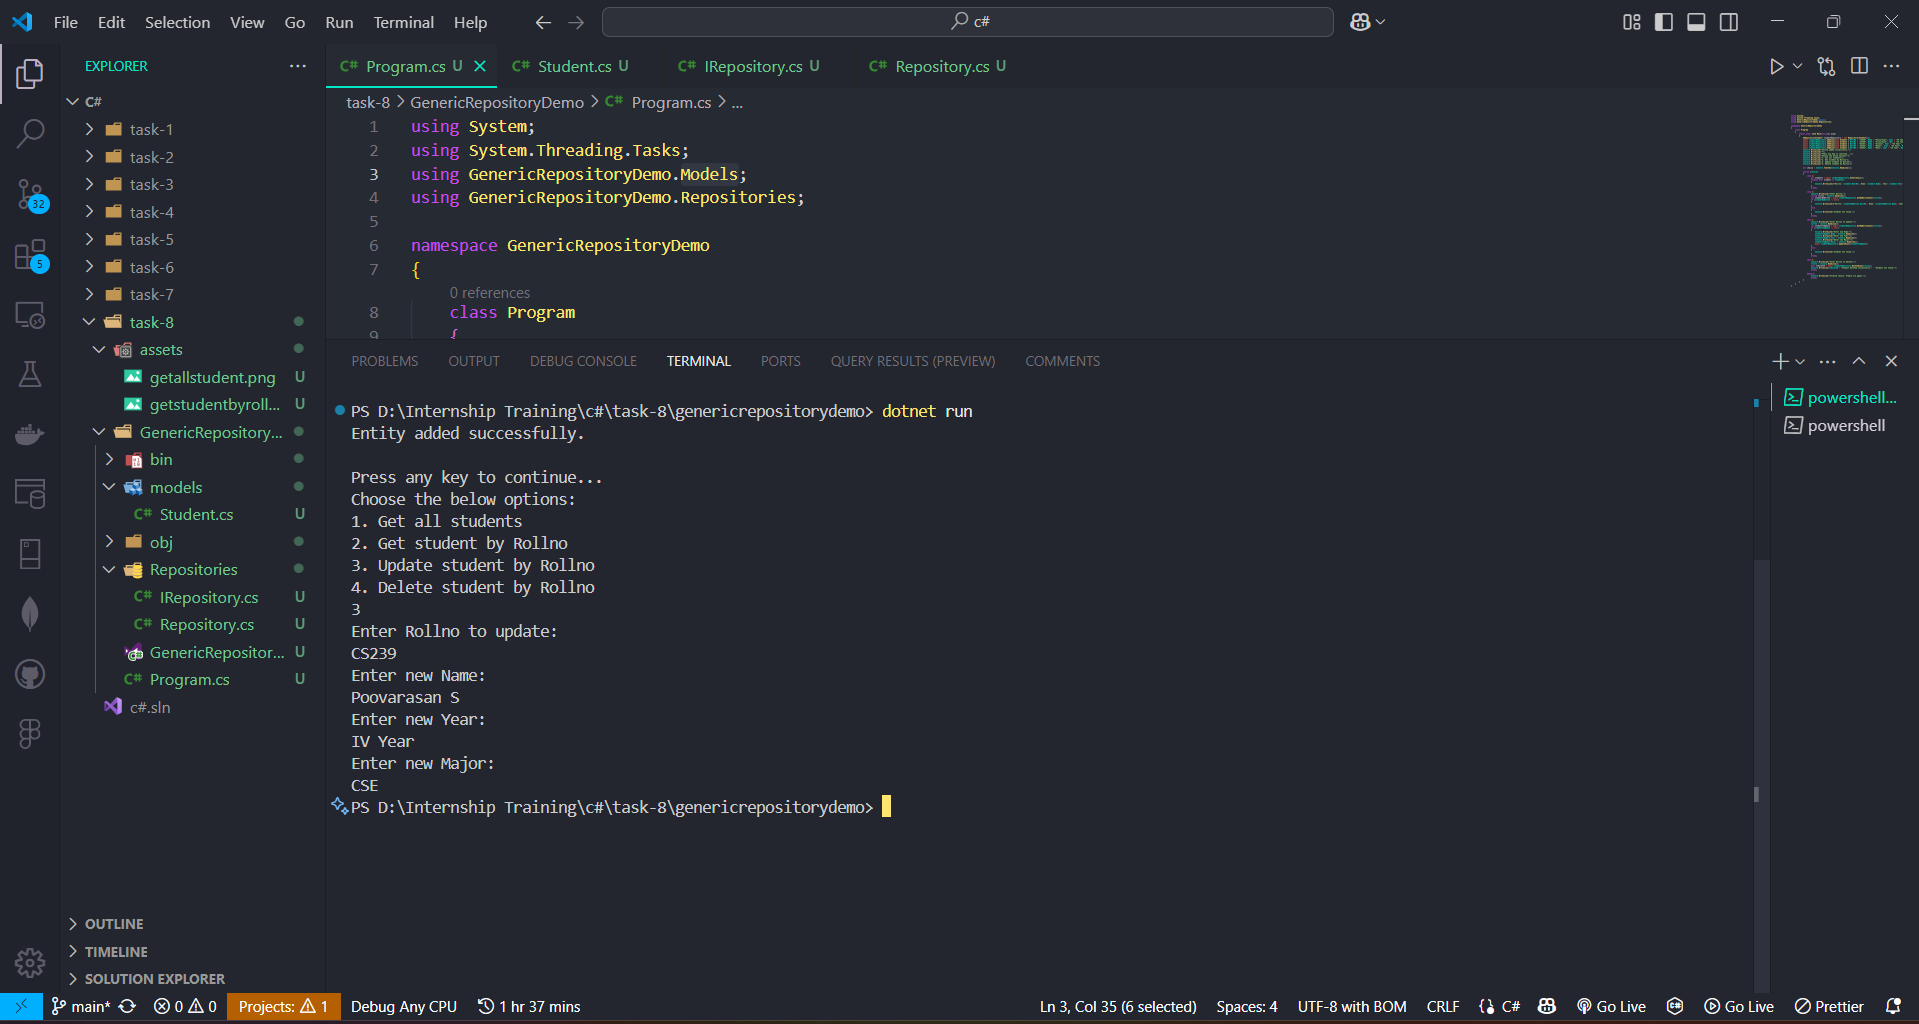 File Edit Selection View Go Run Terminal Help
c#
EXPLORER
C#
task-1
task-2
task-3
task-4
task-5
task-6
task-7
task-8
assets
getallstudent.png U
getstudentbyroll... U
GenericRepository...
bin
models
C# Student.cs U
obj
Repositories
C# IRepository.cs U
C# Repository.cs U
GenericRepositor... U
C# Program.cs U
c#.sln
OUTLINE
TIMELINE
SOLUTION EXPLORER
32
5
C# Program.cs U C# Student.cs U C# IRepository.cs U C# Repository.cs U
task-8 > GenericRepositoryDemo > C# Program.cs > ...
1 using System;
2 using System.Threading.Tasks;
3 using GenericRepositoryDemo.Models;
4 using GenericRepositoryDemo.Repositories;
5
6 namespace GenericRepositoryDemo
7 {
0 references
8 class Program
9 {
PROBLEMS OUTPUT DEBUG CONSOLE TERMINAL PORTS QUERY RESULTS (PREVIEW) COMMENTS
PS D:\Internship Training\c#\task-8\genericrepositorydemo> dotnet run
Entity added successfully.
Press any key to continue...
Choose the below options:
1. Get all students
2. Get student by Rollno
3. Update student by Rollno
4. Delete student by Rollno
3
Enter Rollno to update:
CS239
Enter new Name:
Poovarasan S
Enter new Year:
IV Year
Enter new Major:
CSE
PS D:\Internship Training\c#\task-8\genericrepositorydemo>
powershell...
powershell
main* 0 0 Projects: 1 Debug Any CPU 1 hr 37 mins Ln 3, Col 35 (6 selected) Spaces: 4 UTF-8 with BOM CRLF {} C# Go Live Go Live Prettier